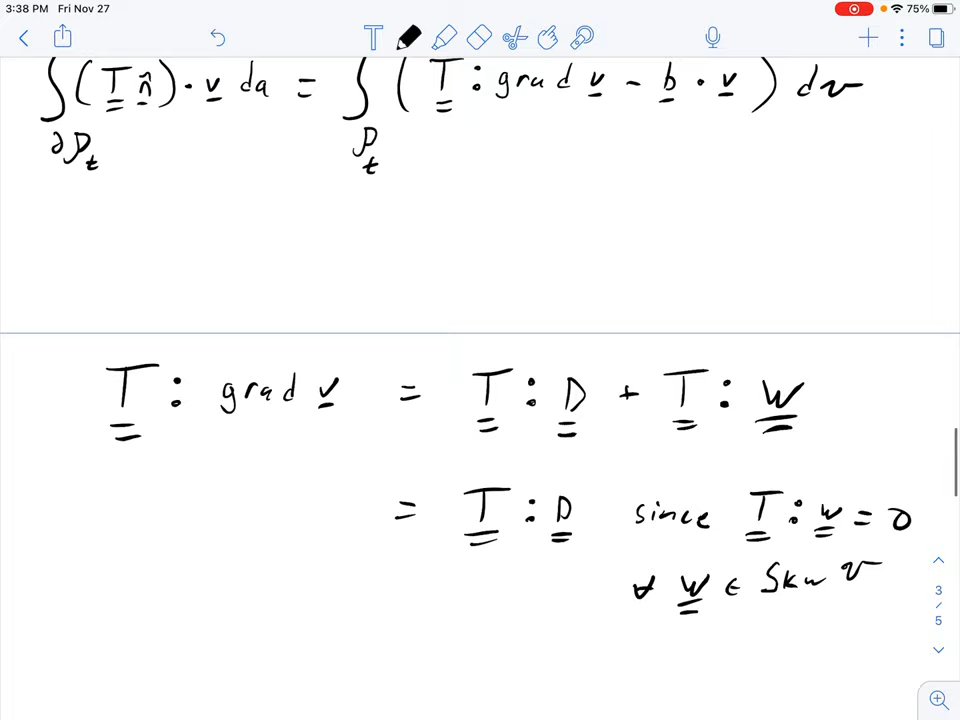 3:38 PM Fri Nov 27 75%
T
∫ ( T n̂ ) · v da = ∫ ( T : grad v - b · v ) dv
∂P_t P_t
T : grad v = T : D + T : W
= T : D since T : w = 0
∀ w ∈ Skw V
3 / 5